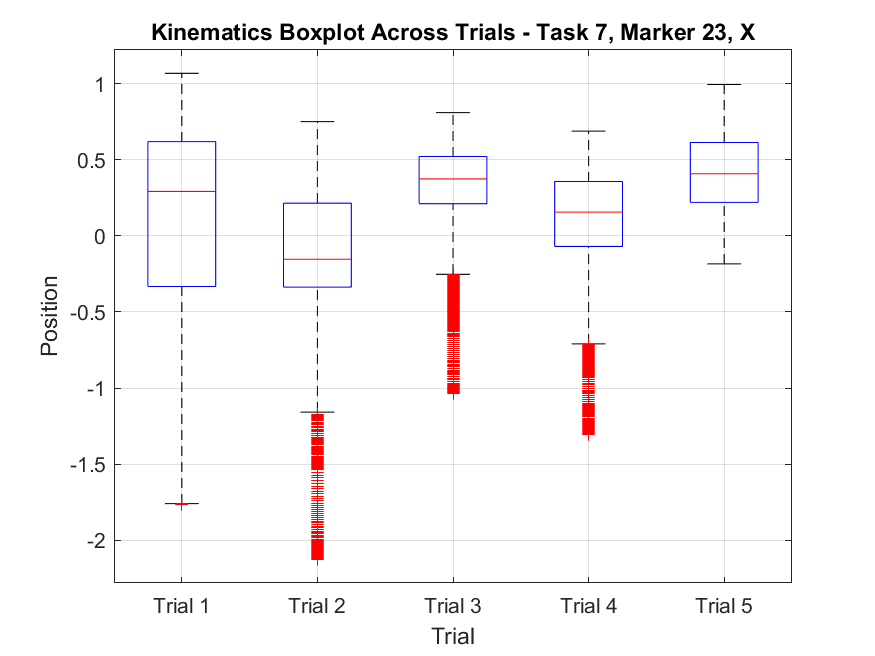 Kinematics Boxplot Across Trials - Task 7, Marker 23, X
1
0.5
0
-0.5
-1
-1.5
-2
Position
Trial 1 Trial 2 Trial 3 Trial 4 Trial 5
Trial